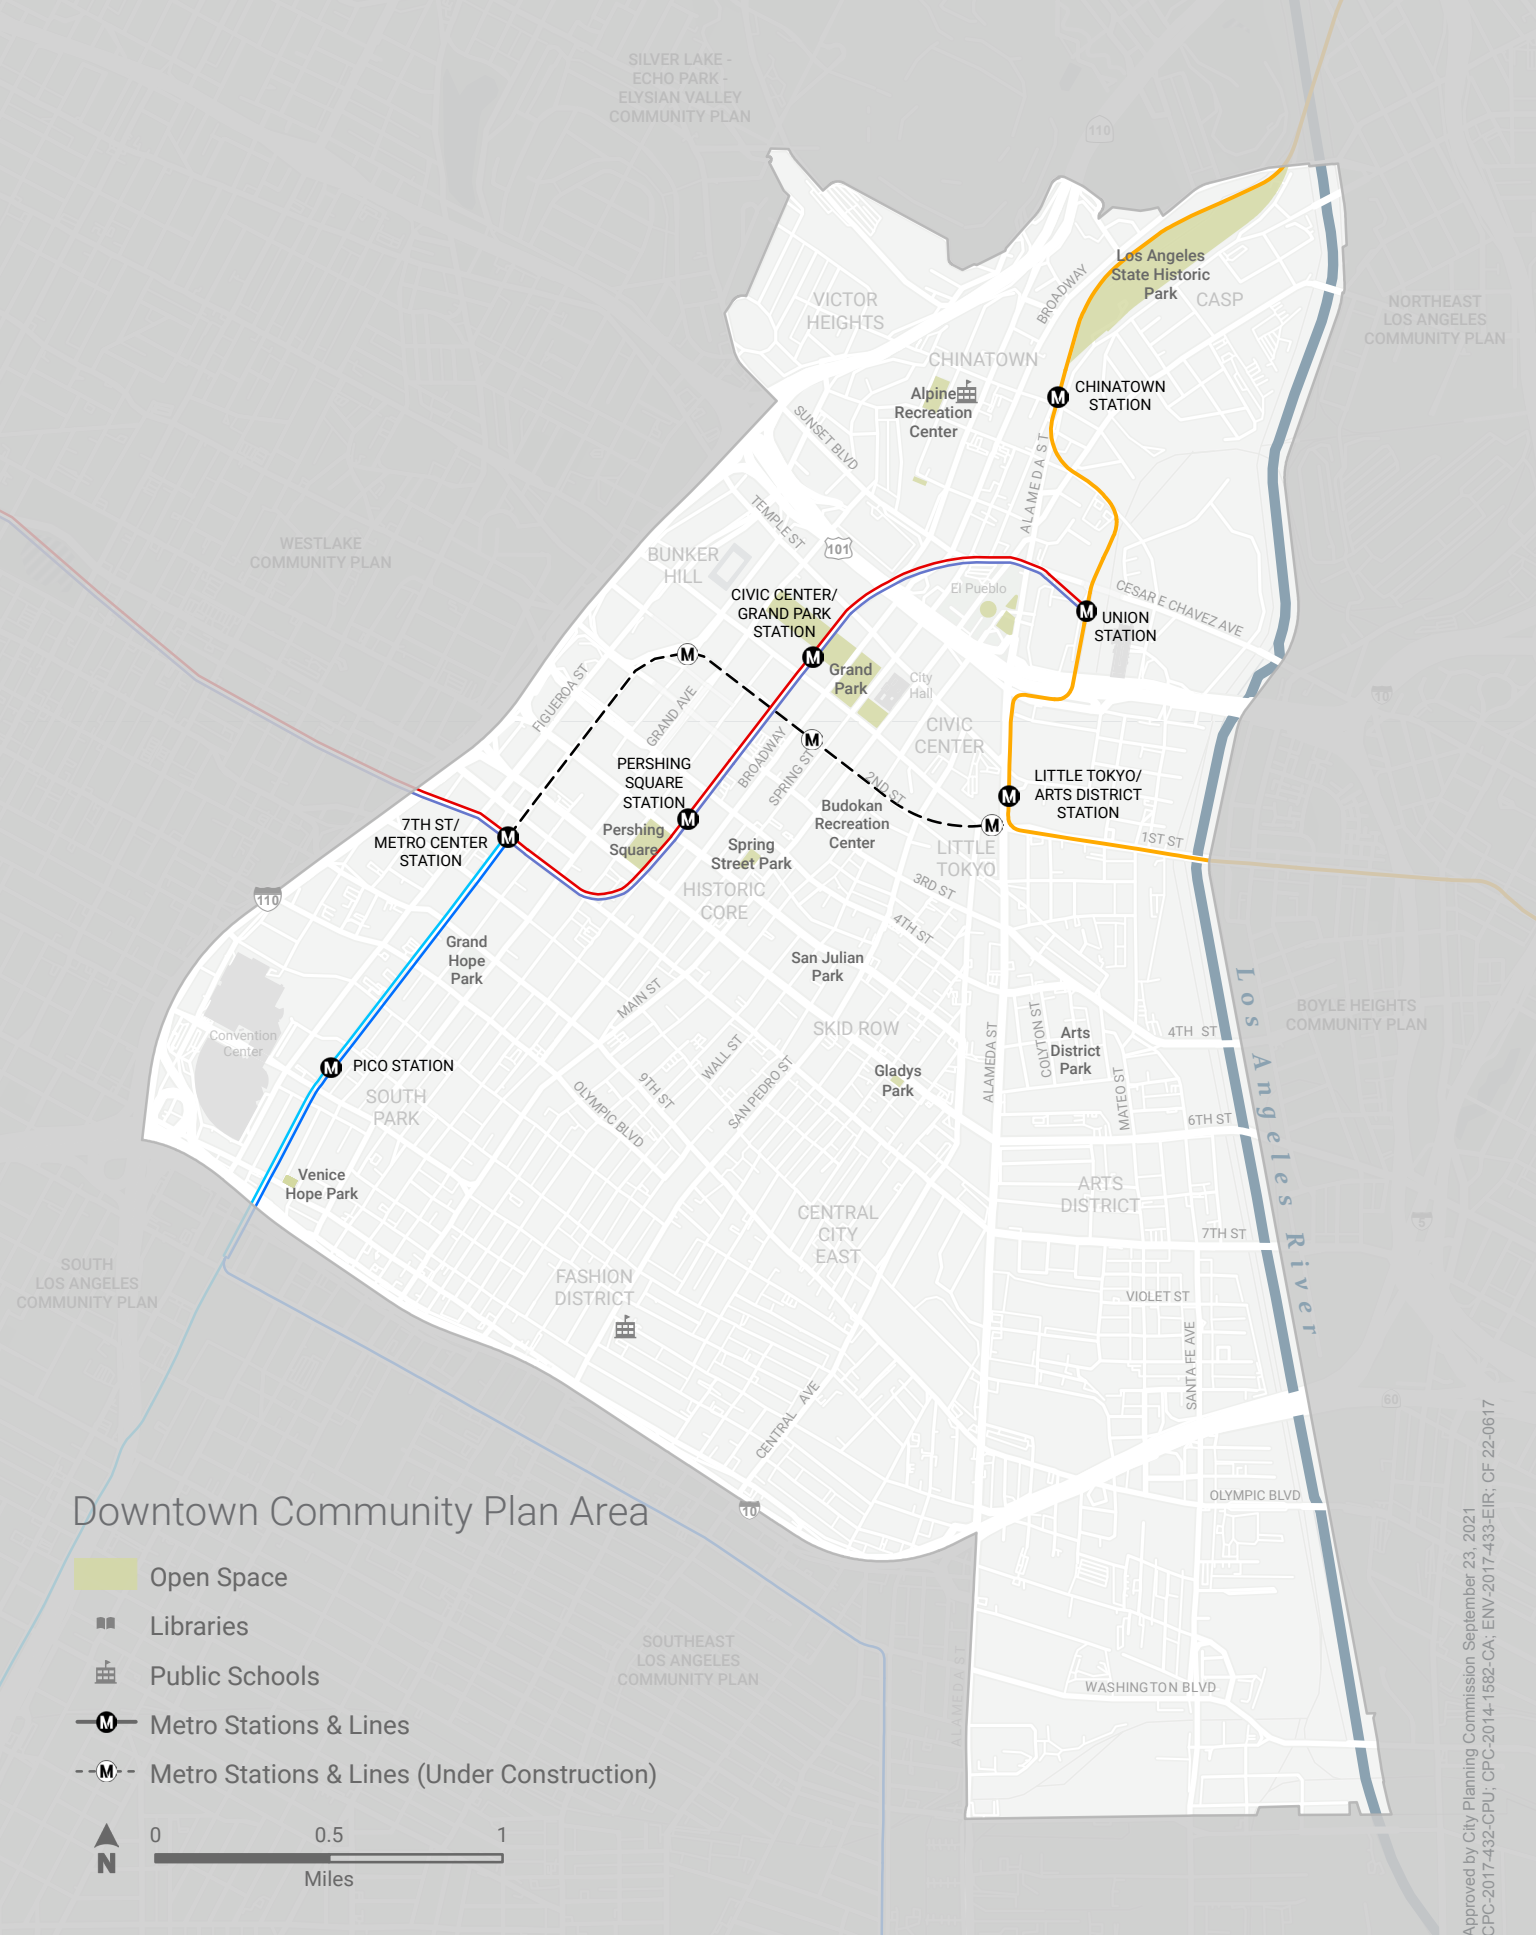 SILVER LAKE -
ECHO PARK -
ELYSIAN VALLEY
COMMUNITY PLAN
110
Los Angeles
State Historic
Park
CASP
BROADWAY
VICTOR
HEIGHTS
NORTHEAST
LOS ANGELES
COMMUNITY PLAN
CHINATOWN
Alpine
Recreation
Center
M
CHINATOWN
STATION
SUNSET BLVD
ALAMEDA ST
TEMPLE ST
101
WESTLAKE
COMMUNITY PLAN
BUNKER
HILL
El Pueblo
CESAR E CHAVEZ AVE
CIVIC CENTER/
GRAND PARK
STATION
M
M
UNION
STATION
M
Grand
Park
City
Hall
FIGUEROA ST
GRAND AVE
10
CIVIC
CENTER
M
BROADWAY
SPRING ST
2ND ST
PERSHING
SQUARE
STATION
M
LITTLE TOKYO/
ARTS DISTRICT
STATION
M
M
Budokan
Recreation
Center
7TH ST/
METRO CENTER
STATION
M
Pershing
Square
Spring
Street Park
LITTLE
TOKYO
1ST ST
HISTORIC
CORE
3RD ST
110
4TH ST
Grand
Hope
Park
San Julian
Park
MAIN ST
SKID ROW
WALL ST
Convention
Center
Los Angeles River
BOYLE HEIGHTS
COMMUNITY PLAN
4TH ST
COLYTON ST
Arts
District
Park
ALAMEDA ST
M
PICO STATION
Gladys
Park
MATEO ST
SOUTH
PARK
9TH ST
OLYMPIC BLVD
SAN PEDRO ST
6TH ST
Venice
Hope Park
ARTS
DISTRICT
CENTRAL
CITY
EAST
7TH ST
5
SOUTH
LOS ANGELES
COMMUNITY PLAN
FASHION
DISTRICT
VIOLET ST
SANTA FE AVE
CENTRAL AVE
60
OLYMPIC BLVD
10
Downtown Community Plan Area
Open Space
Libraries
Public Schools
M
Metro Stations & Lines
M
Metro Stations & Lines (Under Construction)
SOUTHEAST
LOS ANGELES
COMMUNITY PLAN
ALAMEDA ST
WASHINGTON BLVD
N
0 0.5 1
Miles
Approved by City Planning Commission September 23, 2021
CPC-2017-432-CPU; CPC-2014-1582-CA; ENV-2017-433-EIR; CF 22-0617